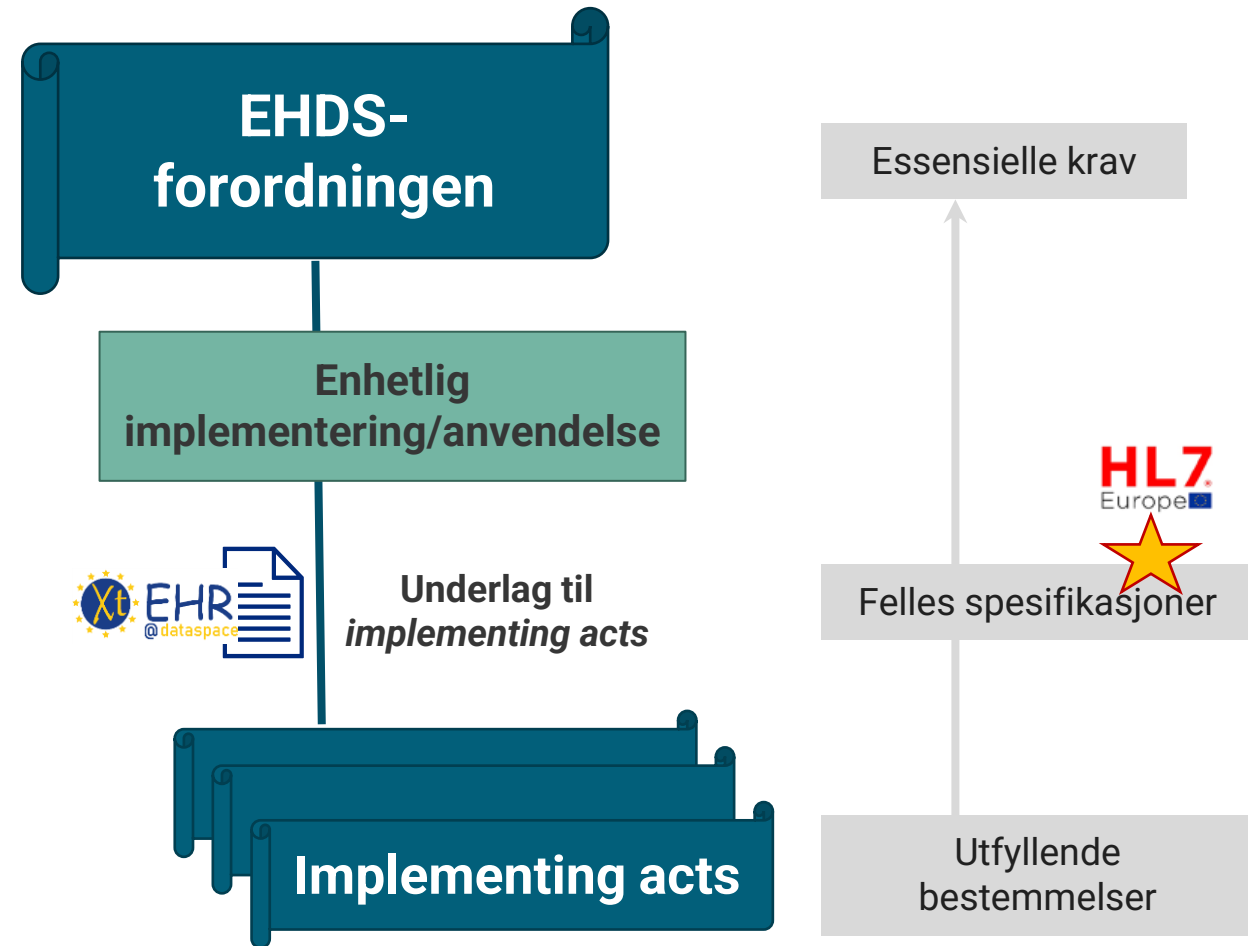 EHDS-
forordningen
Essensielle krav
Enhetlig
implementering/anvendelse
HL7
Europe
Xt EHR
@dataspace
Underlag til
implementing acts
Felles spesifikasjoner
Implementing acts
Utfyllende
bestemmelser